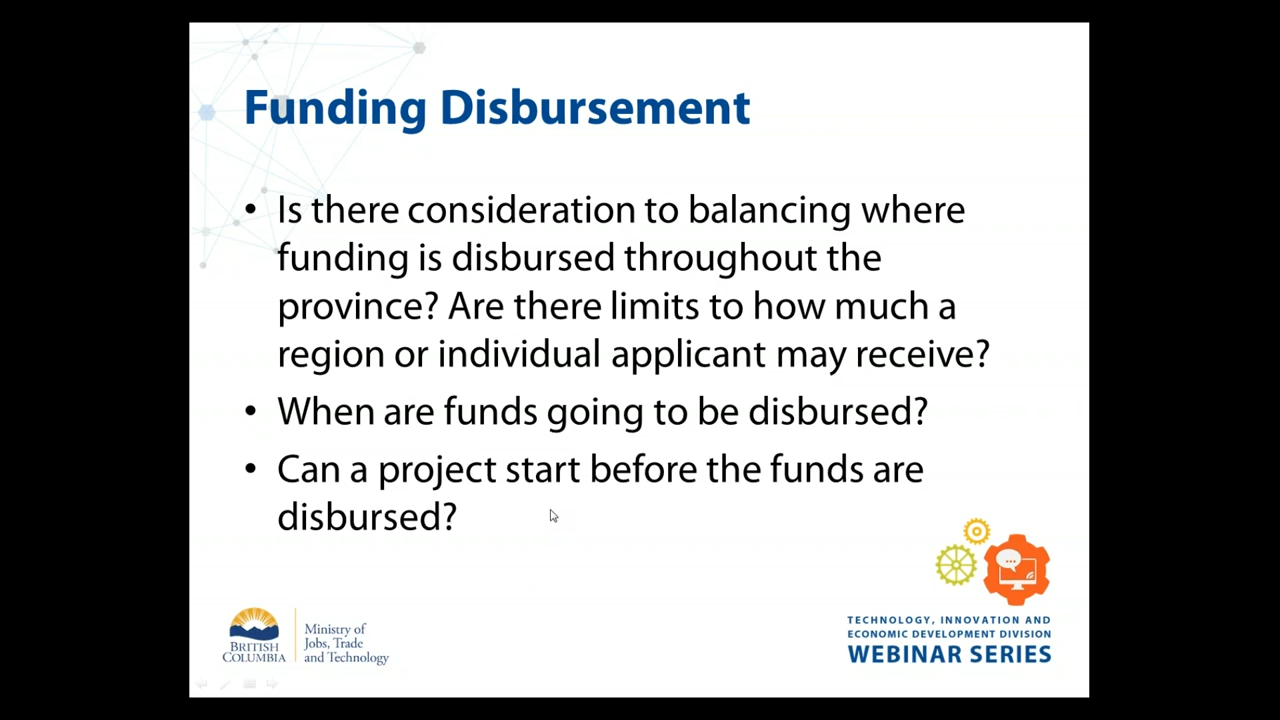 Funding Disbursement
• Is there consideration to balancing where
funding is disbursed throughout the
province? Are there limits to how much a
region or individual applicant may receive?
• When are funds going to be disbursed?
• Can a project start before the funds are
disbursed?
BRITISH
COLUMBIA
Ministry of
Jobs, Trade
and Technology
TECHNOLOGY, INNOVATION AND
ECONOMIC DEVELOPMENT DIVISION
WEBINAR SERIES